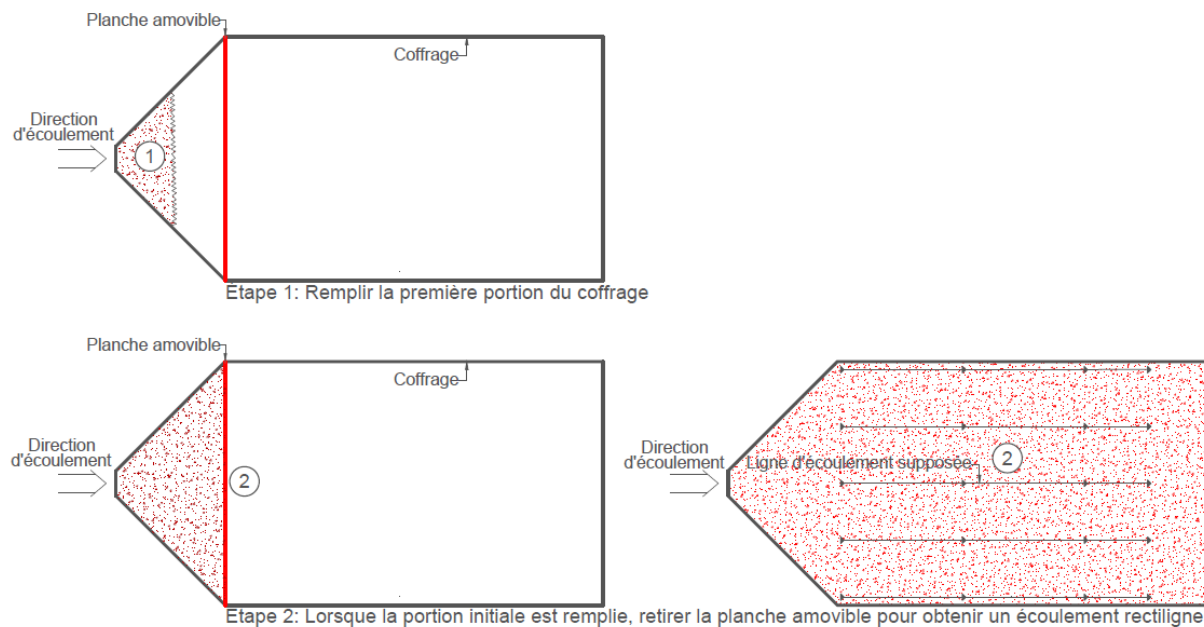 Planche amovible
Coffrage
Direction
d'écoulement
1
Étape 1: Remplir la première portion du coffrage
Planche amovible
Coffrage
Direction
d'écoulement
2
Direction
d'écoulement
Ligne d'écoulement supposée
2
Étape 2: Lorsque la portion initiale est remplie, retirer la planche amovible pour obtenir un écoulement rectiligne